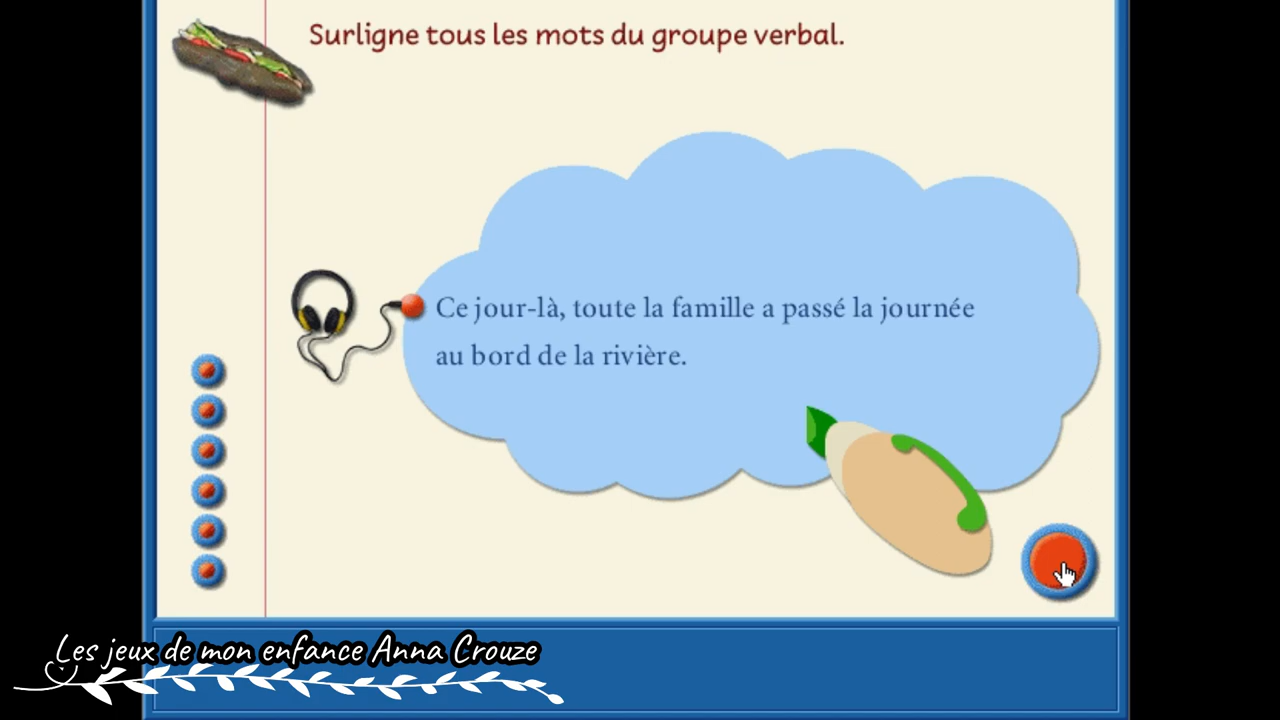 Surligne tous les mots du groupe verbal.
Ce jour-là, toute la famille a passé la journée
au bord de la rivière.
Les jeux de mon enfance Anna Crouze